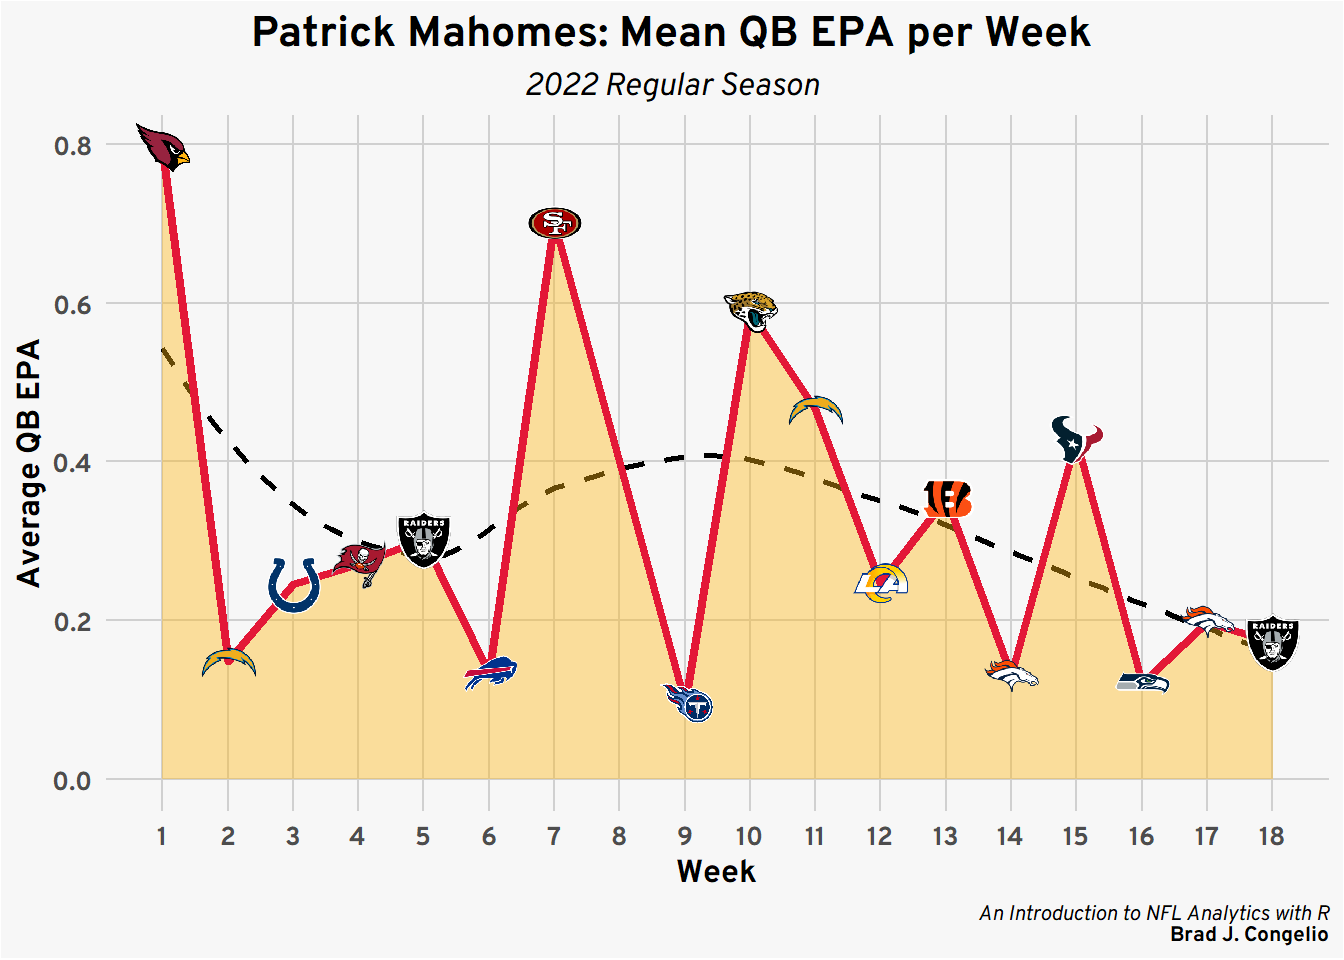 Patrick Mahomes: Mean QB EPA per Week
2022 Regular Season
Average QB EPA
0.8
0.6
0.4
0.2
0.0
SF
RAIDERS
T
LA
B
RAIDERS
1 2 3 4 5 6 7 8 9 10 11 12 13 14 15 16 17 18
Week
An Introduction to NFL Analytics with R
Brad J. Congelio